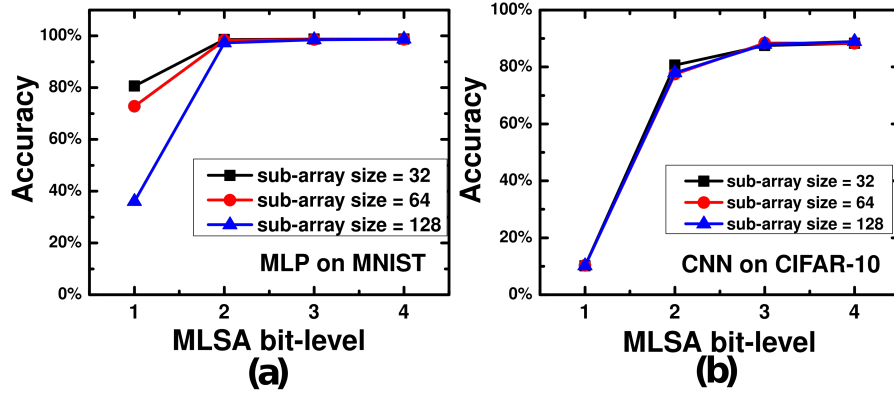 100%
80%
60%
40%
20%
0%
Accuracy
sub-array size = 32
sub-array size = 64
sub-array size = 128
MLP on MNIST
1 2 3 4
MLSA bit-level
(a)
100%
80%
60%
40%
20%
0%
Accuracy
sub-array size = 32
sub-array size = 64
sub-array size = 128
CNN on CIFAR-10
1 2 3 4
MLSA bit-level
(b)